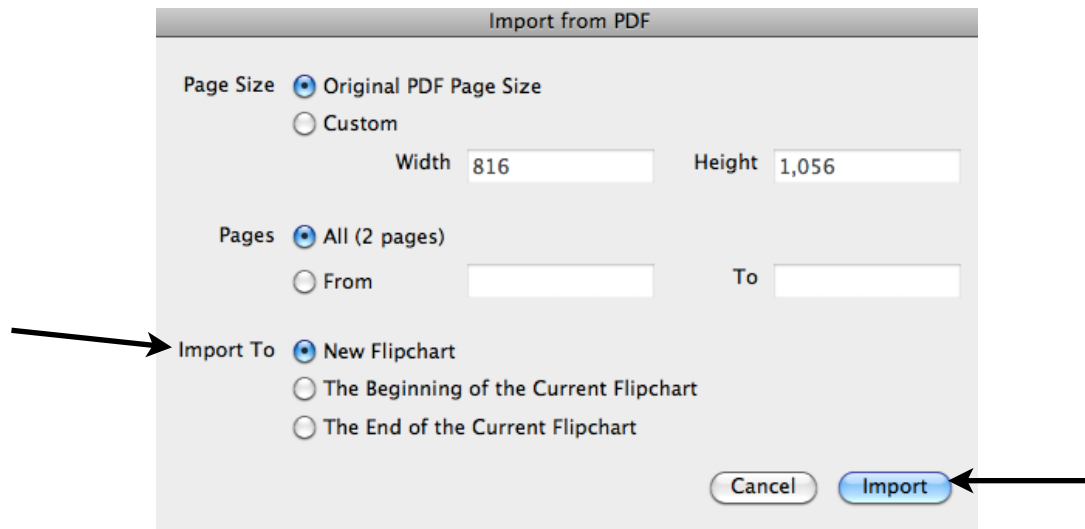 Import from PDF
Page Size Original PDF Page Size
Custom
Width 816 Height 1,056
Pages All (2 pages)
From To
Import To New Flipchart
The Beginning of the Current Flipchart
The End of the Current Flipchart
Cancel Import